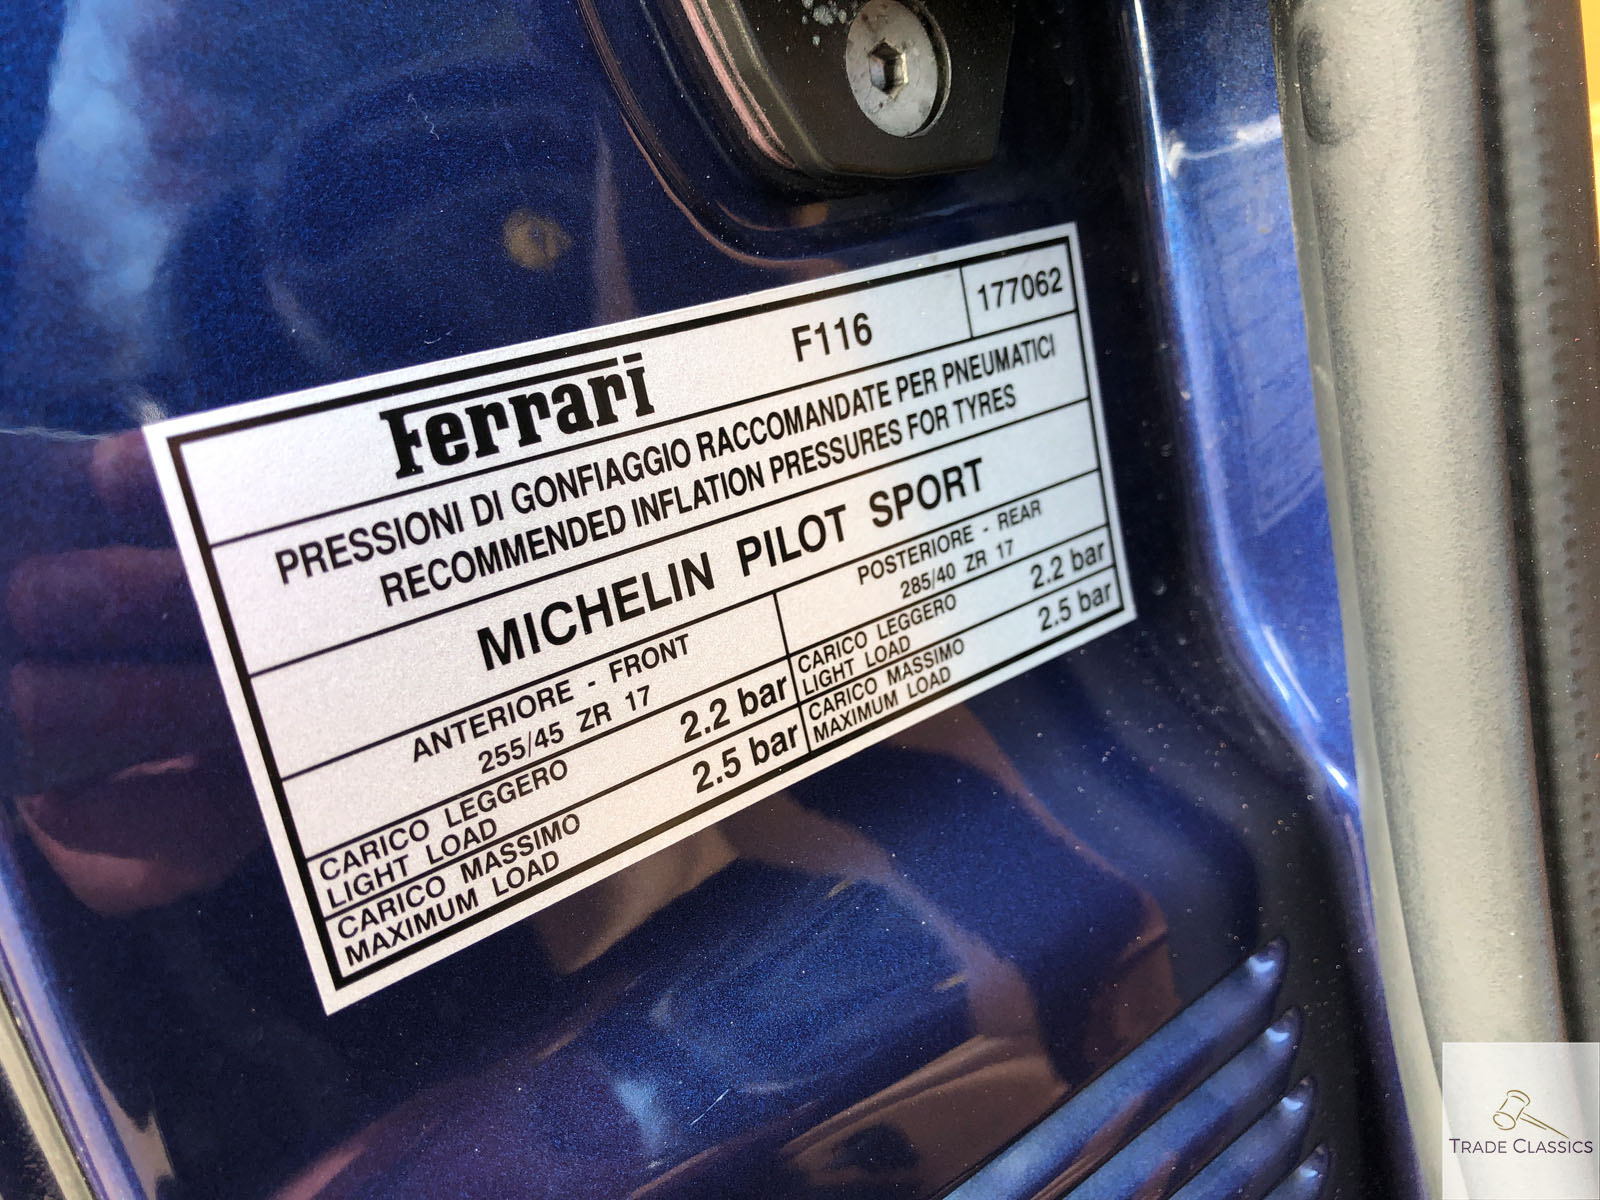 Ferrari F116 177062
PRESSIONI DI GONFIAGGIO RACCOMANDATE PER PNEUMATICI
RECOMMENDED INFLATION PRESSURES FOR TYRES
MICHELIN PILOT SPORT
ANTERIORE - FRONT
255/45 ZR 17
POSTERIORE - REAR
285/40 ZR 17
CARICO LEGGERO
LIGHT LOAD
2.2 bar
CARICO LEGGERO
LIGHT LOAD
2.2 bar
CARICO MASSIMO
MAXIMUM LOAD
2.5 bar
CARICO MASSIMO
MAXIMUM LOAD
2.5 bar
TRADE CLASSICS